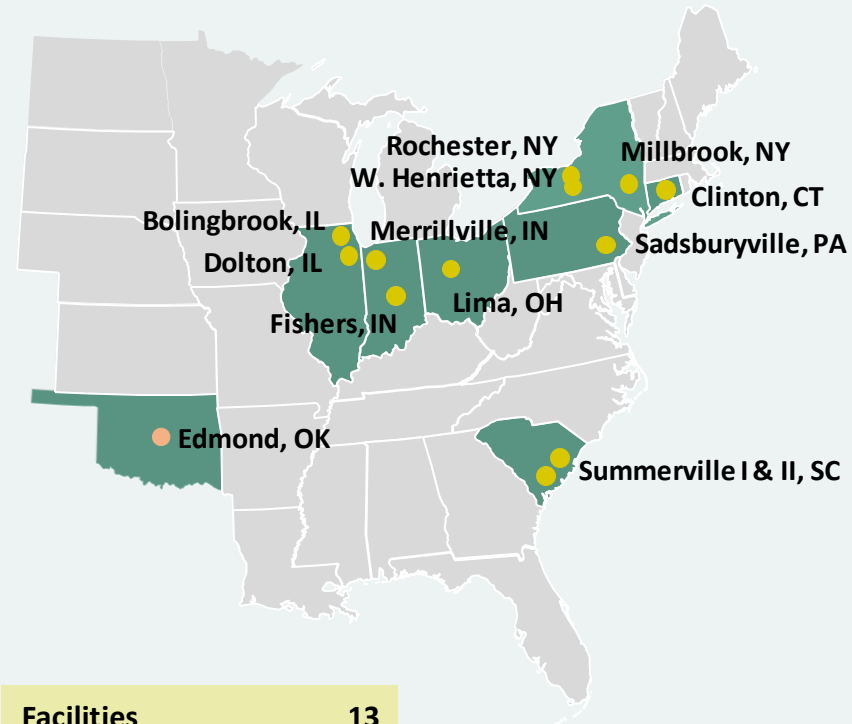 Rochester, NY
Millbrook, NY
W. Henrietta, NY
Clinton, CT
Bolingbrook, IL
Merrillville, IN
Sadsburyville, PA
Dolton, IL
Lima, OH
Fishers, IN
Edmond, OK
Summerville I & II, SC
Facilities 13